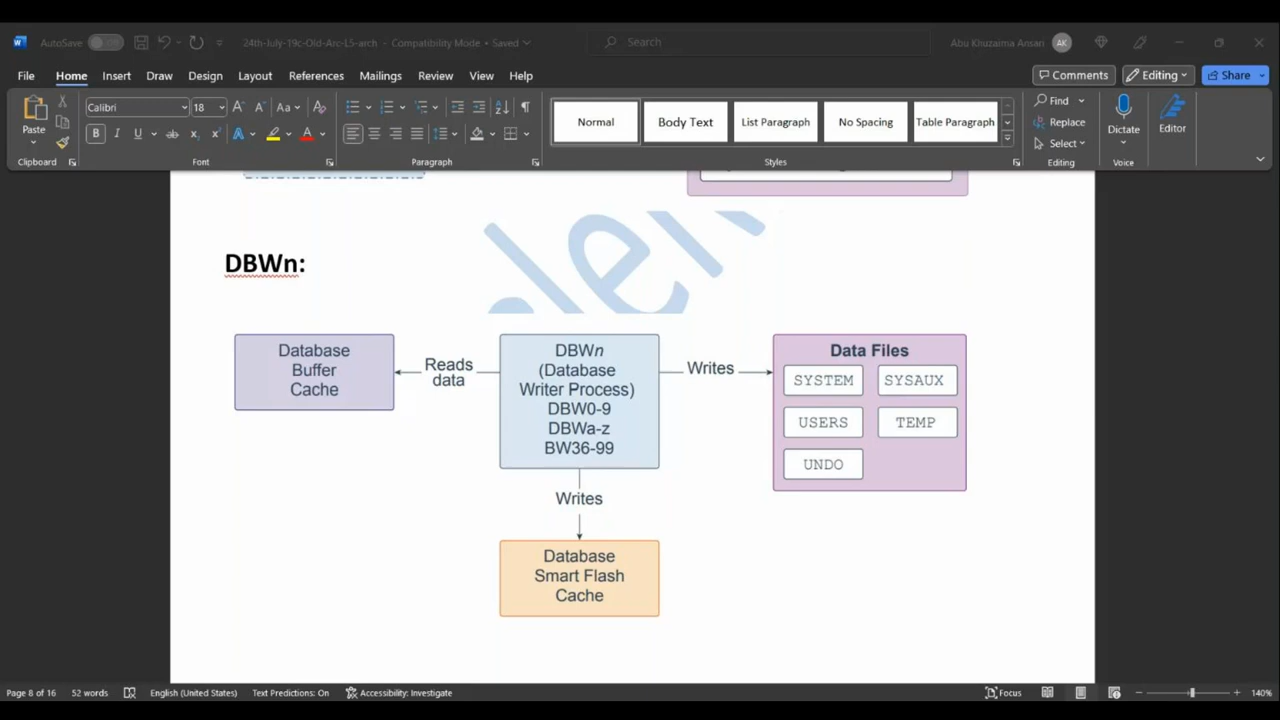 AutoSave Off 24th-July-19c-Old-Arc-L5-arch - Compatibility Mode • Saved Search Abu Khuzaima Ansari AK
File Home Insert Draw Design Layout References Mailings Review View Help Comments Editing Share
Paste Calibri 18 Aa Normal Body Text List Paragraph No Spacing Table Paragraph Find Replace Select Dictate Editor
Clipboard Font Paragraph Styles Editing Voice
DBWn:
Database
Buffer
Cache
Reads
data
DBWn
(Database
Writer Process)
DBW0-9
DBWa-z
BW36-99
Writes
Data Files
SYSTEM SYSAUX
USERS TEMP
UNDO
Writes
Database
Smart Flash
Cache
Page 8 of 16 52 words English (United States) Text Predictions: On Accessibility: Investigate Focus 140%